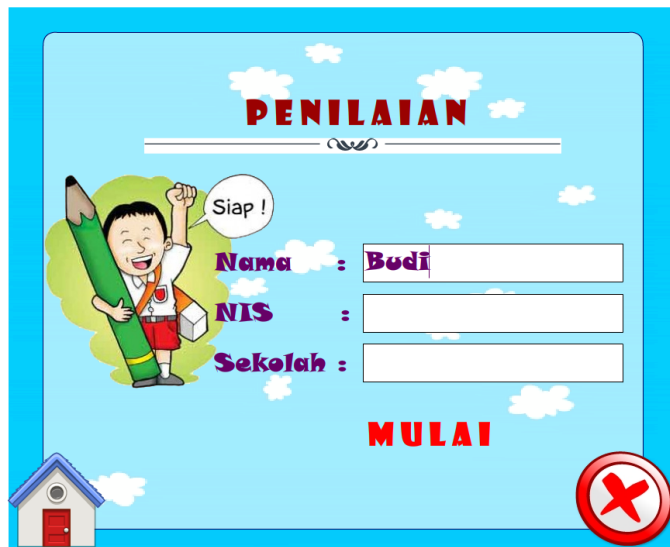 PENILAIAN
Siap !
Nama : Budi
NIS :
Sekolah :
MULAI